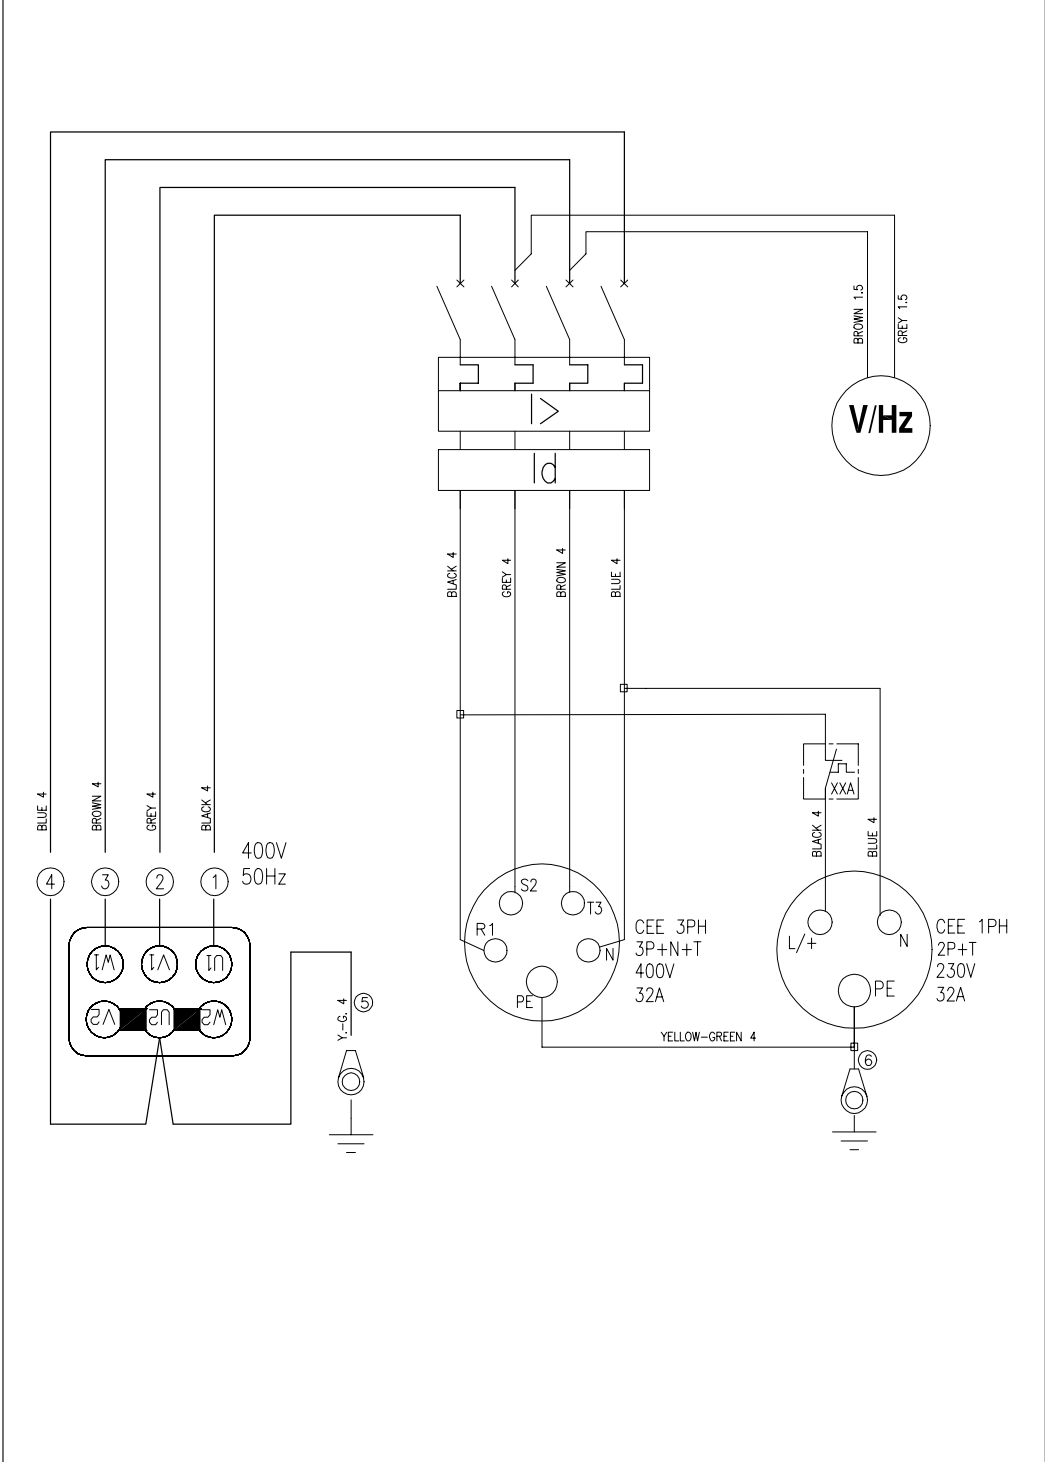 BROWN 1.5
GREY 1.5
V/Hz
I>
Id
BLACK 4
GREY 4
BROWN 4
BLUE 4
BLUE 4
BROWN 4
GREY 4
BLACK 4
400V
50Hz
4
3
2
1
XXA
BLACK 4
BLUE 4
S2
T3
R1
N
PE
CEE 3PH
3P+N+T
400V
32A
L/+
N
PE
CEE 1PH
2P+T
230V
32A
W1
V1
U1
V2
U2
W2
Y.-G. 4
5
YELLOW-GREEN 4
6